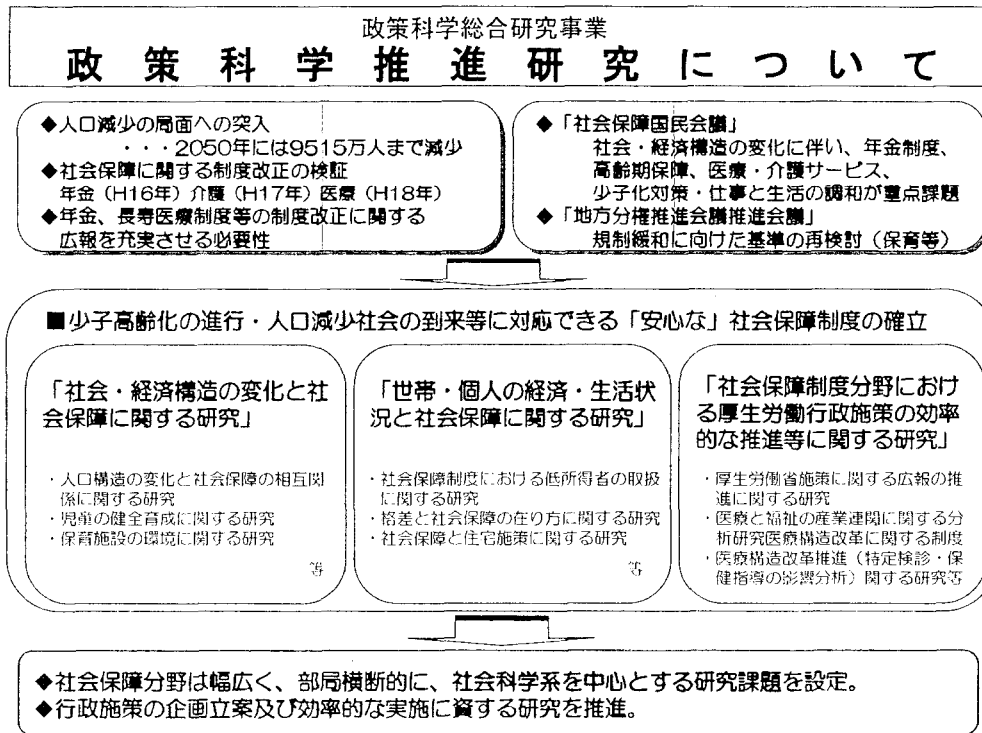 政策科学総合研究事業
政策科学推進研究について
◆人口減少の局面への突入
・・・2050年には9515万人まで減少
◆社会保障に関する制度改正の検証
年金（H16年）介護（H17年）医療（H18年）
◆年金、長寿医療制度等の制度改正に関する
広報を充実させる必要性
◆「社会保障国民会議」
社会・経済構造の変化に伴い、年金制度、
高齢期保障、医療・介護サービス、
少子化対策・仕事と生活の調和が重点課題
◆「地方分権推進会議推進会議」
規制緩和に向けた基準の再検討（保育等）
■少子高齢化の進行・人口減少社会の到来等に対応できる「安心な」社会保障制度の確立
「社会・経済構造の変化と社
会保障に関する研究」
・人口構造の変化と社会保障の相互関
係に関する研究
・児童の健全育成に関する研究
・保育施設の環境に関する研究
等
「世帯・個人の経済・生活状
況と社会保障に関する研究」
・社会保障制度における低所得者の取扱
に関する研究
・格差と社会保障の在り方に関する研究
・社会保障と住宅施策に関する研究
等
「社会保障制度分野におけ
る厚生労働行政施策の効率
的な推進等に関する研究」
・厚生労働省施策に関する広報の推
進に関する研究
・医療と福祉の産業連関に関する分
析研究医療構造改革に関する制度
・医療構造改革推進（特定検診・保
健指導の影響分析）関する研究等
◆社会保障分野は幅広く、部局横断的に、社会科学系を中心とする研究課題を設定。
◆行政施策の企画立案及び効率的な実施に資する研究を推進。